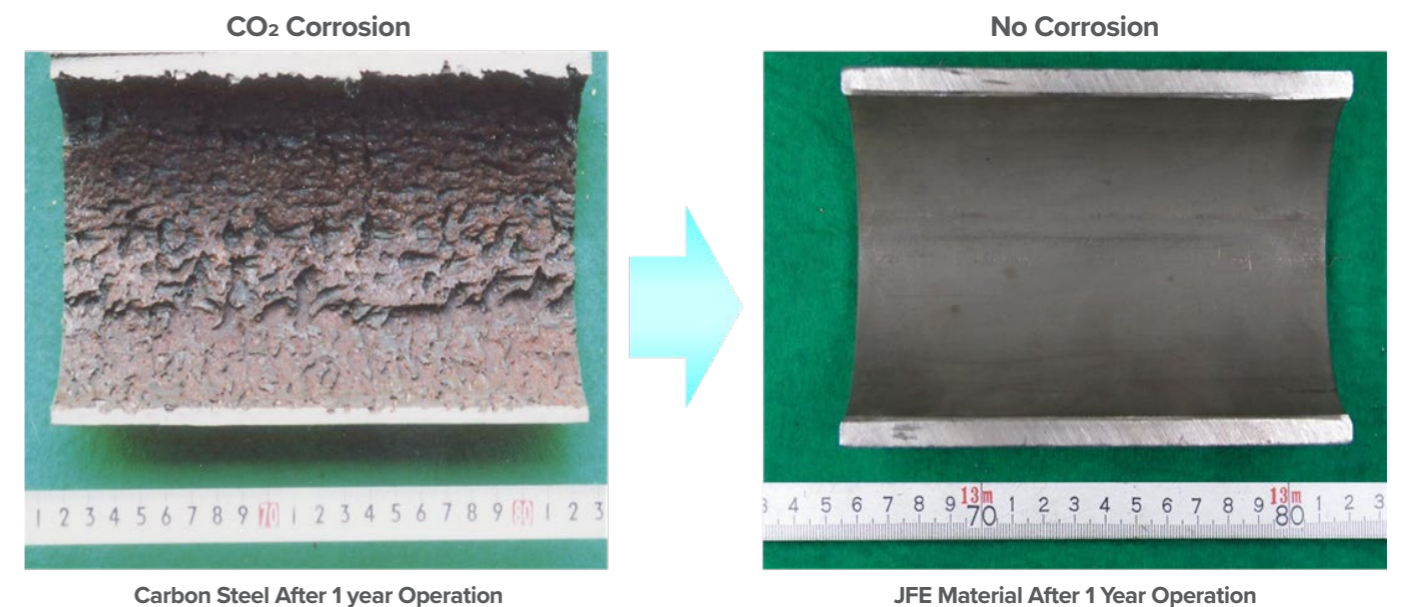 CO₂ Corrosion
No Corrosion
1 2 3 4 5 6 7 8 9 70 1 2 3 4 5 6 7 8 9 80 1 2 3
13m 13m
3 4 5 6 7 8 9 70 1 2 3 4 5 6 7 8 9 80 1 2 3
Carbon Steel After 1 year Operation
JFE Material After 1 Year Operation